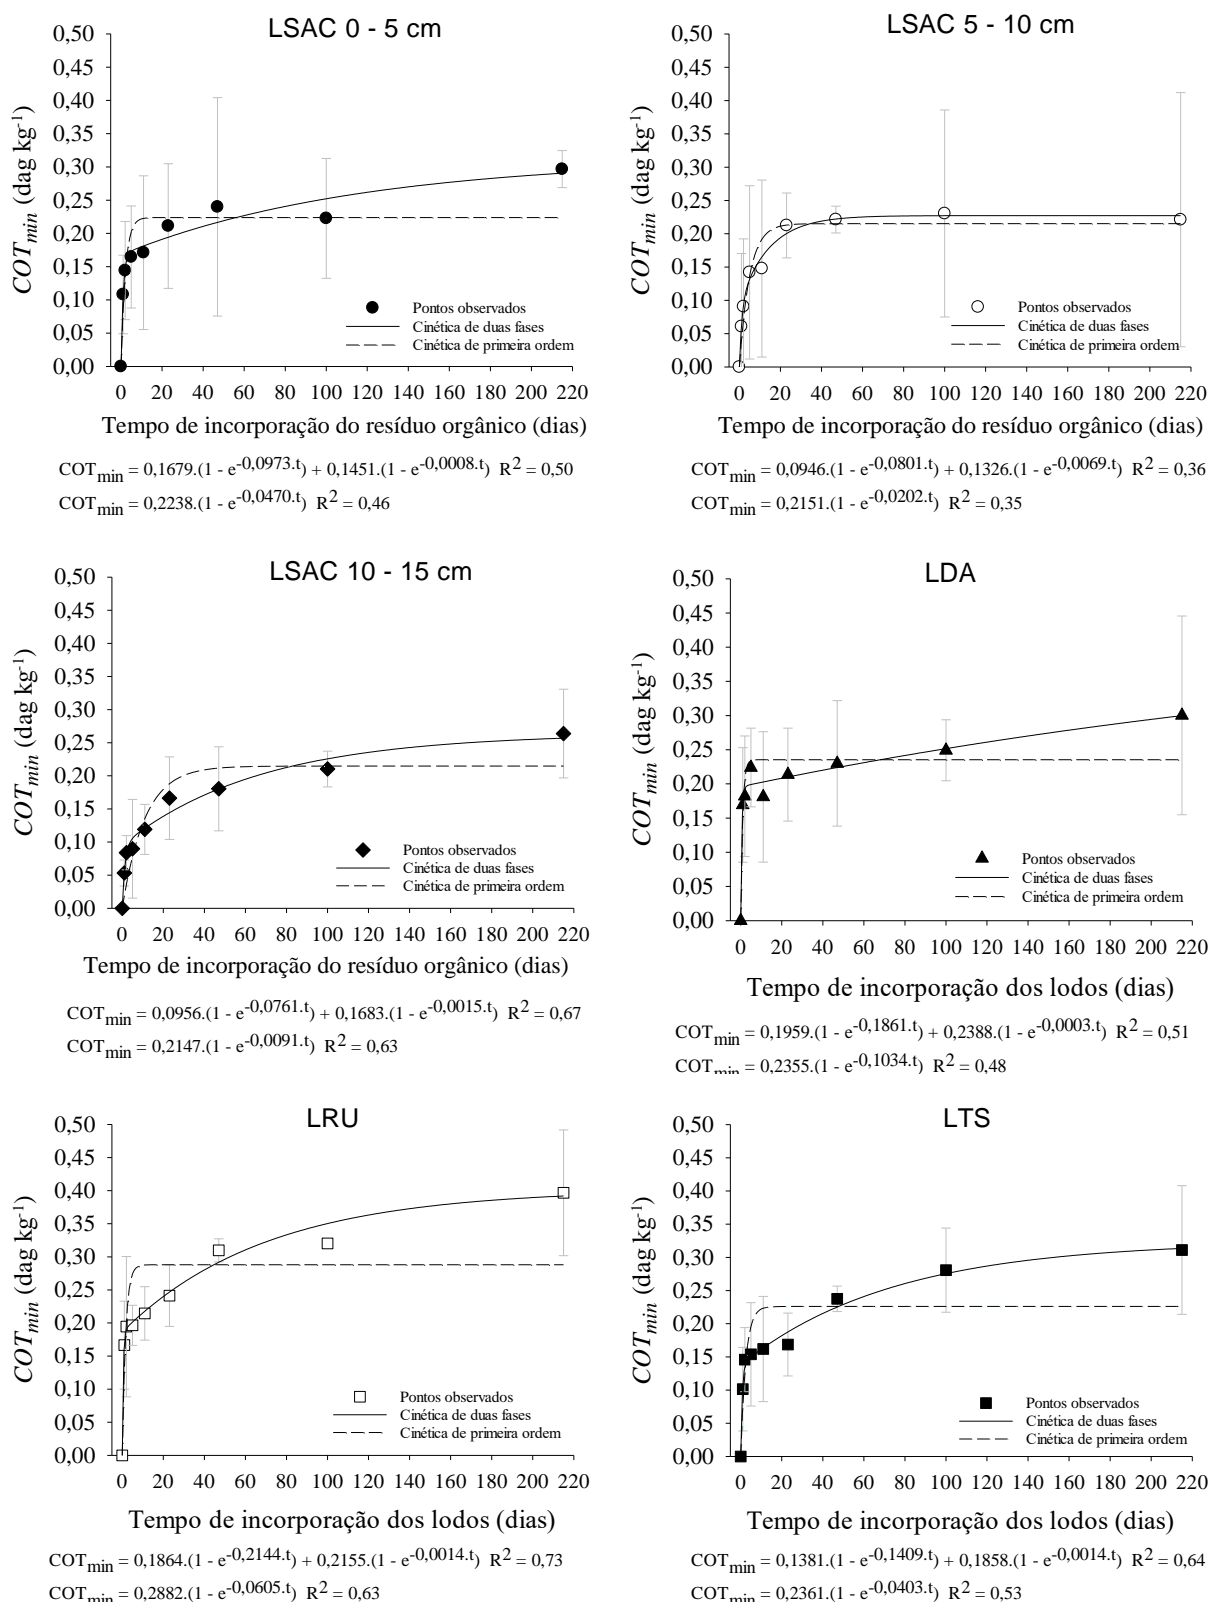 LSAC 0 - 5 cm
0,50
0,45
0,40
0,35
0,30
0,25
0,20
0,15
0,10
0,05
0,00
COT_min (dag kg⁻¹)
Pontos observados
Cinética de duas fases
Cinética de primeira ordem
0 20 40 60 80 100 120 140 160 180 200 220
Tempo de incorporação do resíduo orgânico (dias)
COT_min = 0,1679.(1 - e^-0,0973.t) + 0,1451.(1 - e^-0,0008.t) R² = 0,50
COT_min = 0,2238.(1 - e^-0,0470.t) R² = 0,46
LSAC 5 - 10 cm
0,50
0,45
0,40
0,35
0,30
0,25
0,20
0,15
0,10
0,05
0,00
COT_min (dag kg⁻¹)
Pontos observados
Cinética de duas fases
Cinética de primeira ordem
0 20 40 60 80 100 120 140 160 180 200 220
Tempo de incorporação do resíduo orgânico (dias)
COT_min = 0,0946.(1 - e^-0,0801.t) + 0,1326.(1 - e^-0,0069.t) R² = 0,36
COT_min = 0,2151.(1 - e^-0,0202.t) R² = 0,35
LSAC 10 - 15 cm
0,50
0,45
0,40
0,35
0,30
0,25
0,20
0,15
0,10
0,05
0,00
COT_min (dag kg⁻¹)
Pontos observados
Cinética de duas fases
Cinética de primeira ordem
0 20 40 60 80 100 120 140 160 180 200 220
Tempo de incorporação do resíduo orgânico (dias)
COT_min = 0,0956.(1 - e^-0,0761.t) + 0,1683.(1 - e^-0,0015.t) R² = 0,67
COT_min = 0,2147.(1 - e^-0,0091.t) R² = 0,63
LDA
0,50
0,45
0,40
0,35
0,30
0,25
0,20
0,15
0,10
0,05
0,00
COT_min (dag kg⁻¹)
Pontos observados
Cinética de duas fases
Cinética de primeira ordem
0 20 40 60 80 100 120 140 160 180 200 220
Tempo de incorporação dos lodos (dias)
COT_min = 0,1959.(1 - e^-0,1861.t) + 0,2388.(1 - e^-0,0003.t) R² = 0,51
COT_min = 0,2355.(1 - e^-0,1034.t) R² = 0,48
LRU
0,50
0,45
0,40
0,35
0,30
0,25
0,20
0,15
0,10
0,05
0,00
COT_min (dag kg⁻¹)
Pontos observados
Cinética de duas fases
Cinética de primeira ordem
0 20 40 60 80 100 120 140 160 180 200 220
Tempo de incorporação dos lodos (dias)
COT_min = 0,1864.(1 - e^-0,2144.t) + 0,2155.(1 - e^-0,0014.t) R² = 0,73
COT_min = 0,2882.(1 - e^-0,0605.t) R² = 0,63
LTS
0,50
0,45
0,40
0,35
0,30
0,25
0,20
0,15
0,10
0,05
0,00
COT_min (dag kg⁻¹)
Pontos observados
Cinética de duas fases
Cinética de primeira ordem
0 20 40 60 80 100 120 140 160 180 200 220
Tempo de incorporação dos lodos (dias)
COT_min = 0,1381.(1 - e^-0,1409.t) + 0,1858.(1 - e^-0,0014.t) R² = 0,64
COT_min = 0,2361.(1 - e^-0,0403.t) R² = 0,53